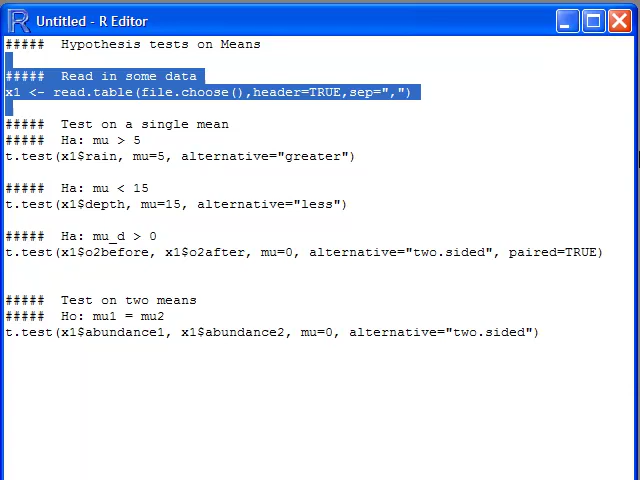 Untitled - R Editor
##### Hypothesis tests on Means
##### Read in some data
x1 <- read.table(file.choose(),header=TRUE,sep=",")
##### Test on a single mean
##### Ha: mu > 5
t.test(x1$rain, mu=5, alternative="greater")
##### Ha: mu < 15
t.test(x1$depth, mu=15, alternative="less")
##### Ha: mu_d > 0
t.test(x1$o2before, x1$o2after, mu=0, alternative="two.sided", paired=TRUE)
##### Test on two means
##### Ho: mu1 = mu2
t.test(x1$abundance1, x1$abundance2, mu=0, alternative="two.sided")